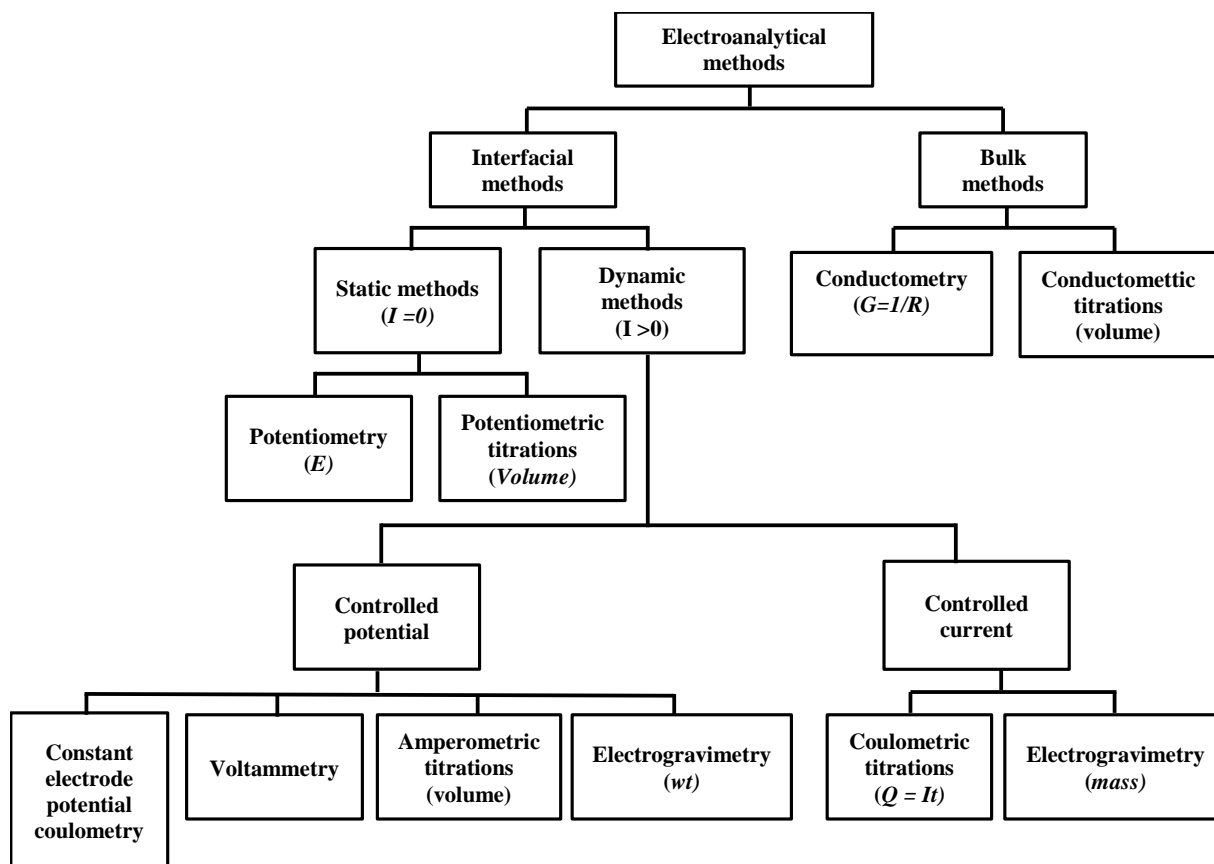 Electroanalytical
methods
Interfacial
methods
Bulk
methods
Static methods
(I =0)
Dynamic
methods
(I >0)
Conductometry
(G=1/R)
Conductomettic
titrations
(volume)
Potentiometry
(E)
Potentiometric
titrations
(Volume)
Controlled
potential
Controlled
current
Constant
electrode
potential
coulometry
Voltammetry
Amperometric
titrations
(volume)
Electrogravimetry
(wt)
Coulometric
titrations
(Q = It)
Electrogravimetry
(mass)